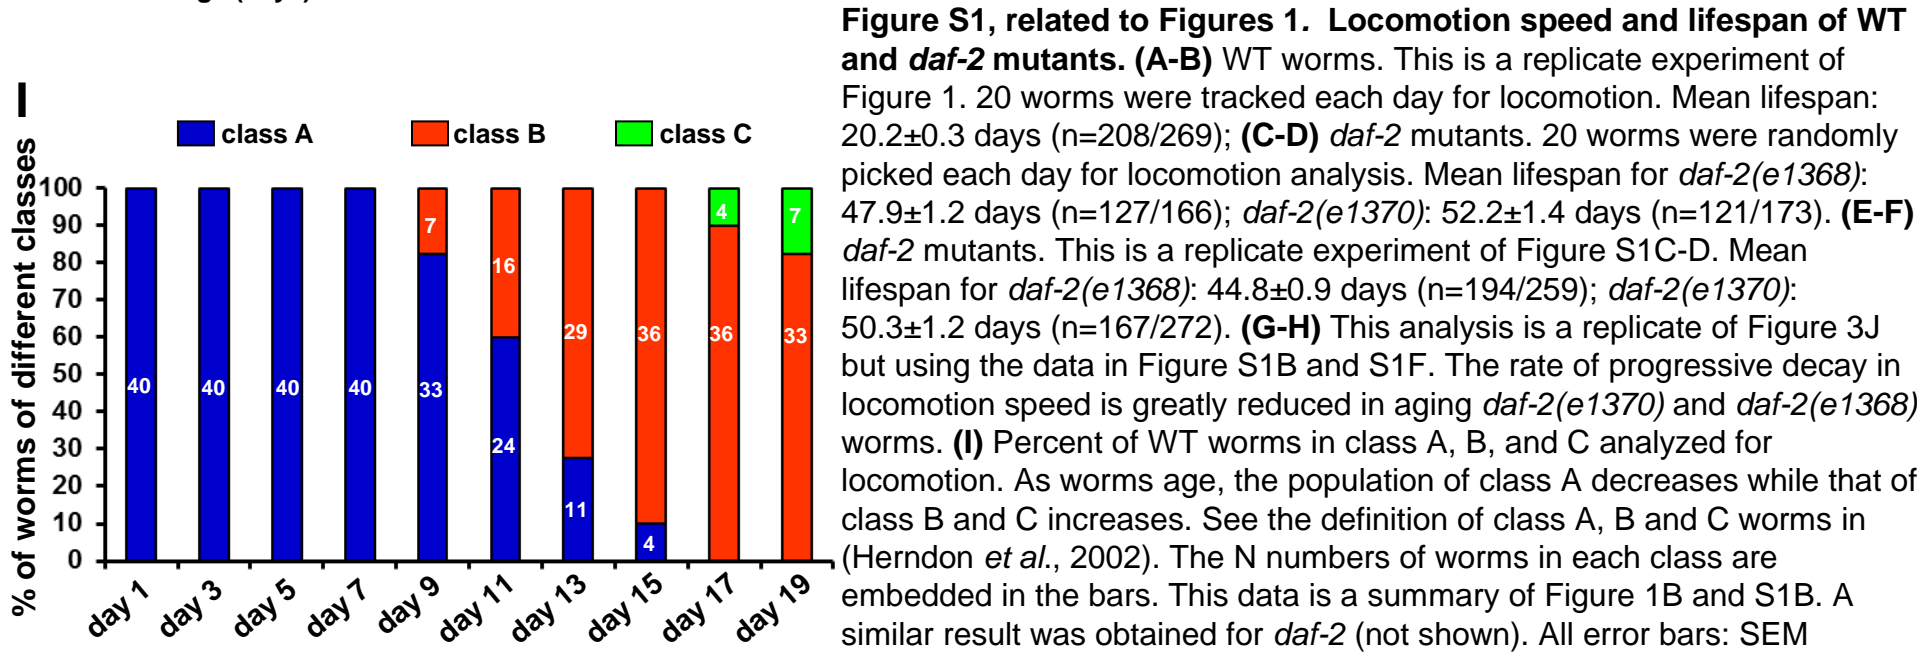 I
% of worms of different classes
class A
class B
class C
100
90
80
70
60
50
40
30
20
10
0
40
40
40
40
7
33
16
24
29
11
36
4
4
36
7
33
day 1
day 3
day 5
day 7
day 9
day 11
day 13
day 15
day 17
day 19
Figure S1, related to Figures 1. Locomotion speed and lifespan of WT
and daf-2 mutants. (A-B) WT worms. This is a replicate experiment of
Figure 1. 20 worms were tracked each day for locomotion. Mean lifespan:
20.2±0.3 days (n=208/269); (C-D) daf-2 mutants. 20 worms were randomly
picked each day for locomotion analysis. Mean lifespan for daf-2(e1368):
47.9±1.2 days (n=127/166); daf-2(e1370): 52.2±1.4 days (n=121/173). (E-F)
daf-2 mutants. This is a replicate experiment of Figure S1C-D. Mean
lifespan for daf-2(e1368): 44.8±0.9 days (n=194/259); daf-2(e1370):
50.3±1.2 days (n=167/272). (G-H) This analysis is a replicate of Figure 3J
but using the data in Figure S1B and S1F. The rate of progressive decay in
locomotion speed is greatly reduced in aging daf-2(e1370) and daf-2(e1368)
worms. (I) Percent of WT worms in class A, B, and C analyzed for
locomotion. As worms age, the population of class A decreases while that of
class B and C increases. See the definition of class A, B and C worms in
(Herndon et al., 2002). The N numbers of worms in each class are
embedded in the bars. This data is a summary of Figure 1B and S1B. A
similar result was obtained for daf-2 (not shown). All error bars: SEM